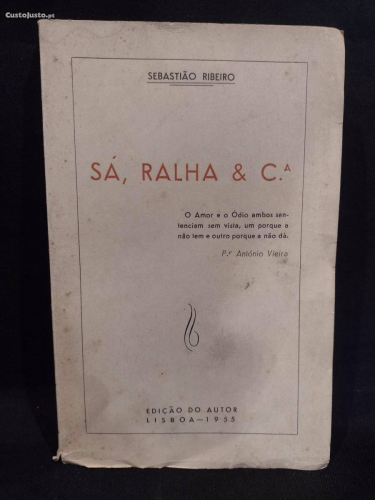 CustoJusto.pt
SEBASTIÃO RIBEIRO
SÁ, RALHA & C.ᴬ
O Amor e o Ódio ambos sen-
tenciam sem vista, um porque a
não tem e outro porque a não dá.
P.ᵉ António Vieira
EDIÇÃO DO AUTOR
LISBOA—1955